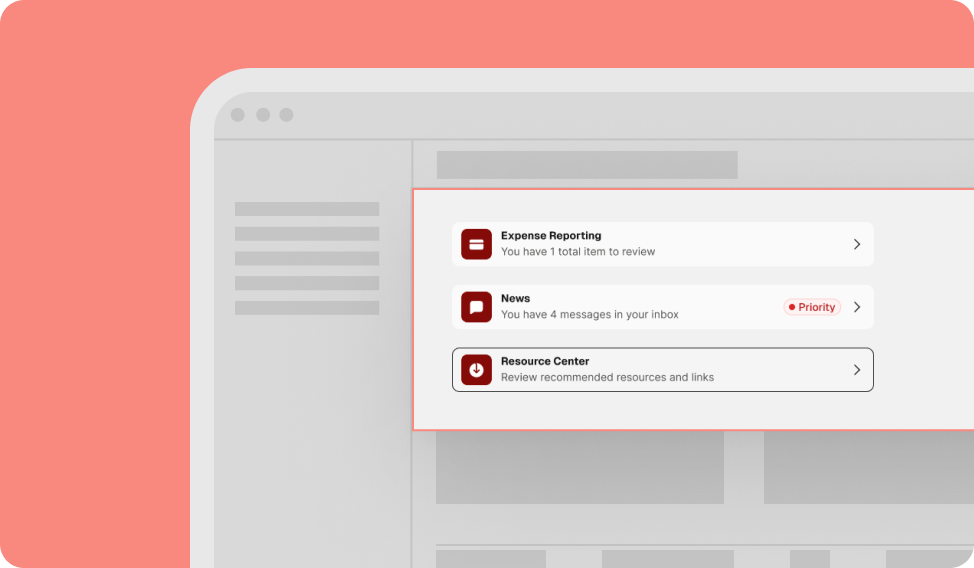 Expense Reporting
You have 1 total item to review
News
You have 4 messages in your inbox
Priority
Resource Center
Review recommended resources and links